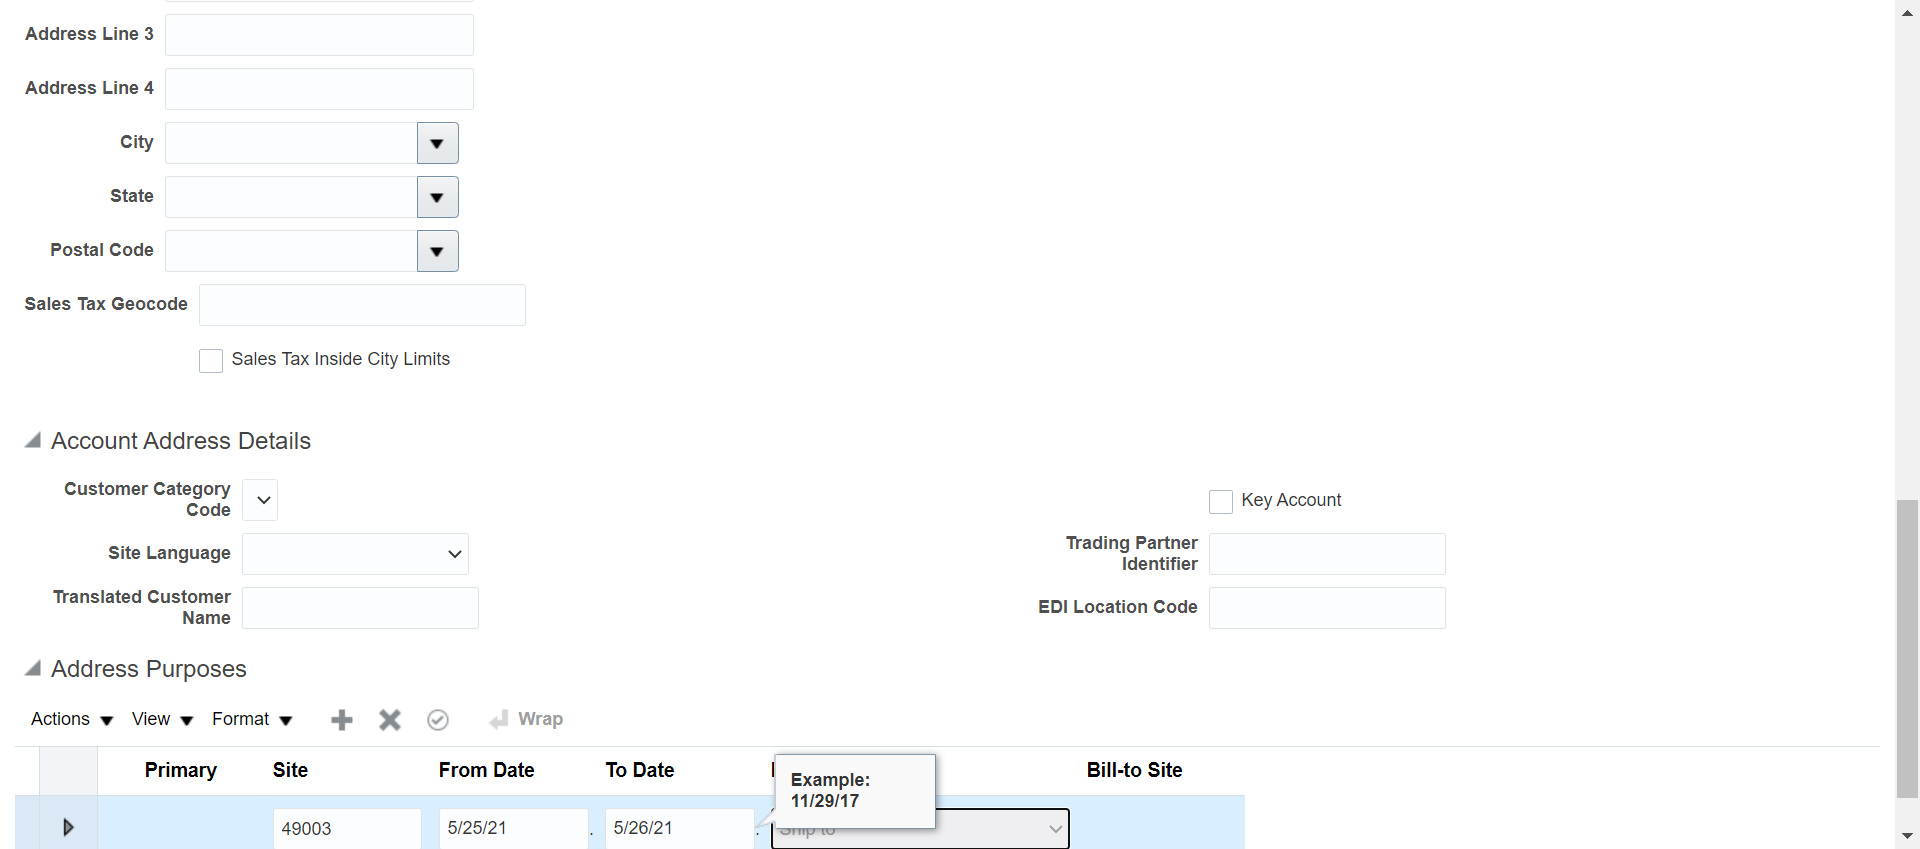 Address Line 3
Address Line 4
City
State
Postal Code
Sales Tax Geocode
Sales Tax Inside City Limits
Account Address Details
Customer Category
Code
Key Account
Site Language
Trading Partner
Identifier
Translated Customer
Name
EDI Location Code
Address Purposes
Actions View Format Wrap
Primary Site From Date To Date Bill-to Site
Example:
11/29/17
49003 5/25/21 5/26/21 Ship to